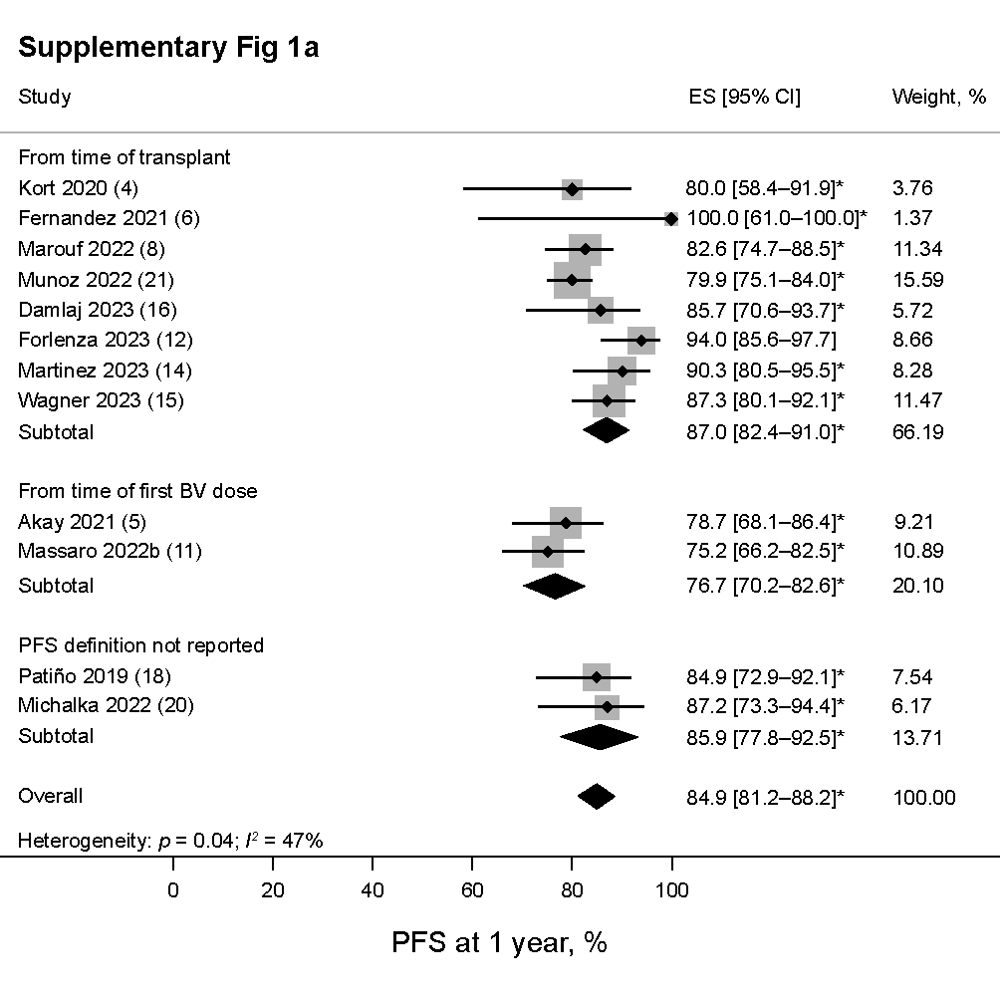 Supplementary Fig 1a
Study ES [95% CI] Weight, %
From time of transplant
Kort 2020 (4) 80.0 [58.4–91.9]* 3.76
Fernandez 2021 (6) 100.0 [61.0–100.0]* 1.37
Marouf 2022 (8) 82.6 [74.7–88.5]* 11.34
Munoz 2022 (21) 79.9 [75.1–84.0]* 15.59
Damlaj 2023 (16) 85.7 [70.6–93.7]* 5.72
Forlenza 2023 (12) 94.0 [85.6–97.7] 8.66
Martinez 2023 (14) 90.3 [80.5–95.5]* 8.28
Wagner 2023 (15) 87.3 [80.1–92.1]* 11.47
Subtotal 87.0 [82.4–91.0]* 66.19
From time of first BV dose
Akay 2021 (5) 78.7 [68.1–86.4]* 9.21
Massaro 2022b (11) 75.2 [66.2–82.5]* 10.89
Subtotal 76.7 [70.2–82.6]* 20.10
PFS definition not reported
Patiño 2019 (18) 84.9 [72.9–92.1]* 7.54
Michalka 2022 (20) 87.2 [73.3–94.4]* 6.17
Subtotal 85.9 [77.8–92.5]* 13.71
Overall 84.9 [81.2–88.2]* 100.00
Heterogeneity: p = 0.04; I² = 47%
0 20 40 60 80 100
PFS at 1 year, %